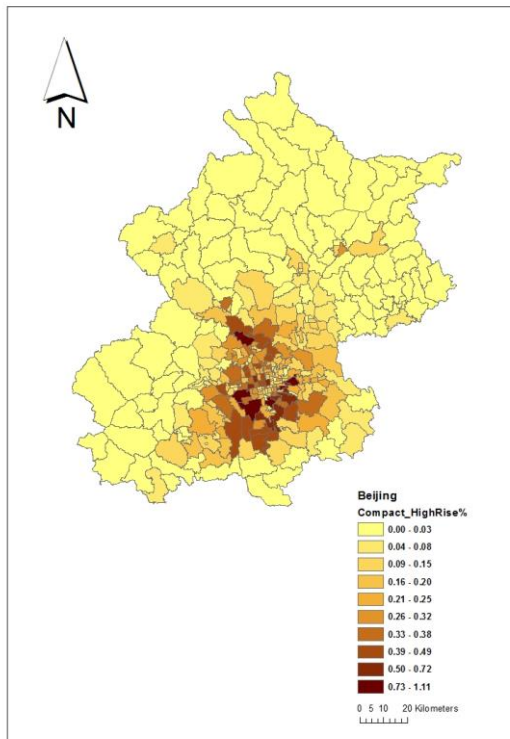 N
Beijing
Compact_HighRise%
0.00 - 0.03
0.04 - 0.08
0.09 - 0.15
0.16 - 0.20
0.21 - 0.25
0.26 - 0.32
0.33 - 0.38
0.39 - 0.49
0.50 - 0.72
0.73 - 1.11
0 5 10 20 Kilometers